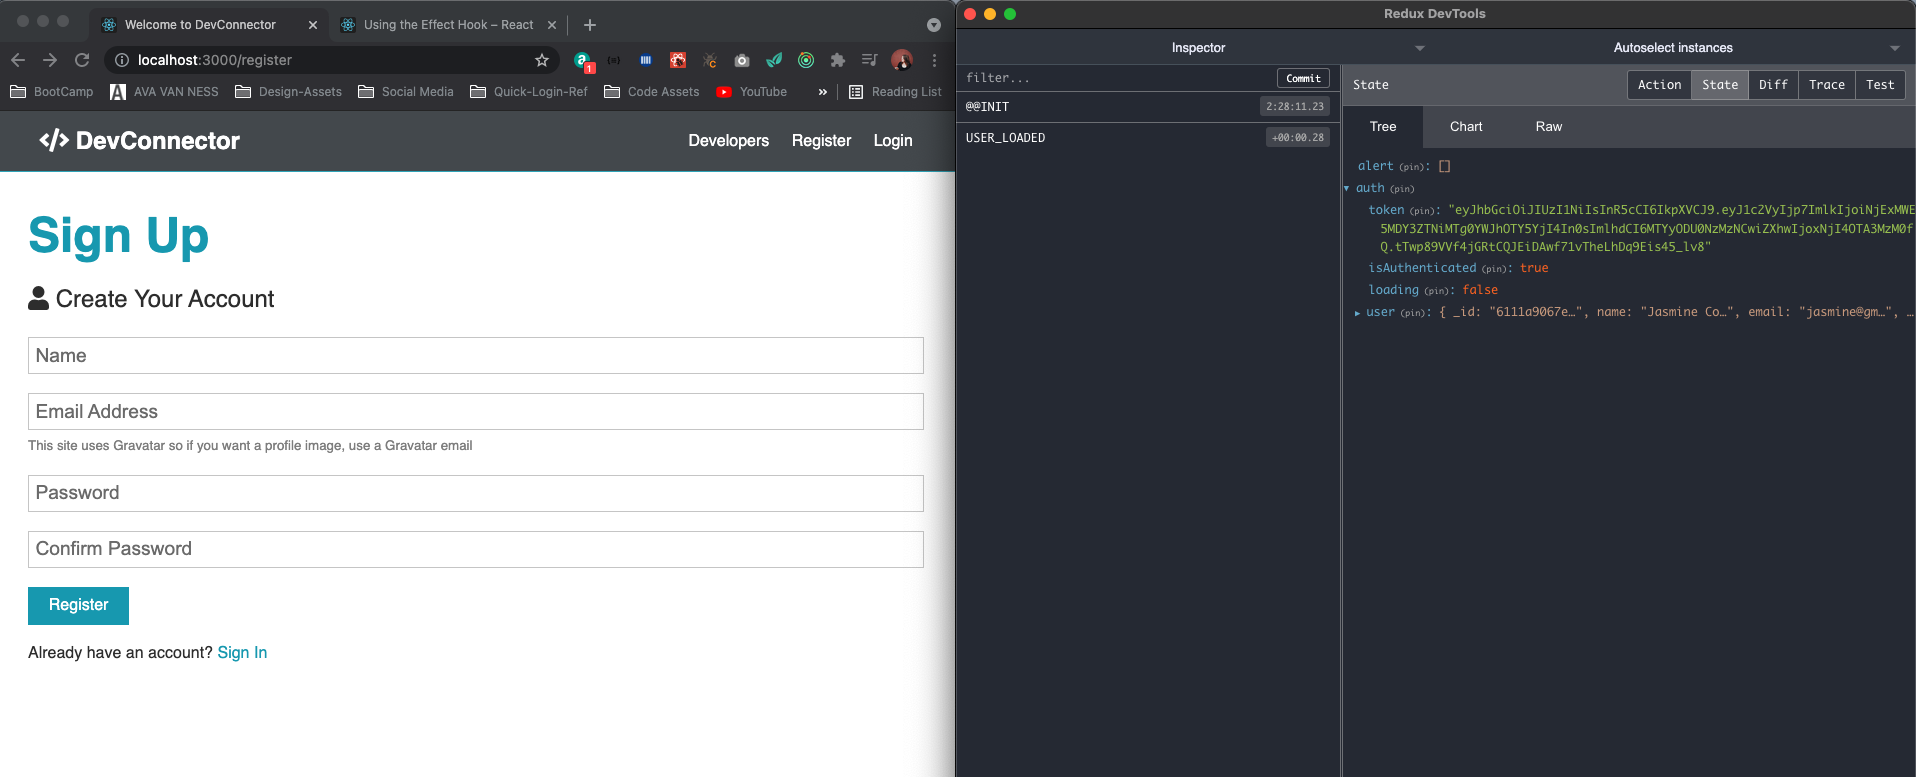 Welcome to DevConnector
Using the Effect Hook – React
localhost:3000/register
1
BootCamp
AVA VAN NESS
Design-Assets
Social Media
Quick-Login-Ref
Code Assets
YouTube
»
Reading List
</> DevConnector
Developers
Register
Login
Sign Up
Create Your Account
Name
Email Address
This site uses Gravatar so if you want a profile image, use a Gravatar email
Password
Confirm Password
Register
Already have an account? Sign In
Redux DevTools
Inspector
Autoselect instances
filter...
Commit
@@INIT
2:28:11.23
USER_LOADED
+00:00.28
State
Action
State
Diff
Trace
Test
Tree
Chart
Raw
alert (pin): []
auth (pin)
token (pin): "eyJhbGciOiJIUzI1NiIsInR5cCI6IkpXVCJ9.eyJ1c2VyIjp7ImlkIjoiNjExMWE
5MDY3ZTNiMTg0YWJhOTY5YjI4In0sImlhdCI6MTYyODU0NzMzNCwiZXhwIjoxNjI4OTA3MzM0f
Q.tTwp89VVf4jGRtCQJEiDAwf71vTheLhDq9Eis45_lv8"
isAuthenticated (pin): true
loading (pin): false
user (pin): { _id: "6111a9067e…", name: "Jasmine Co…", email: "jasmine@gm…", …